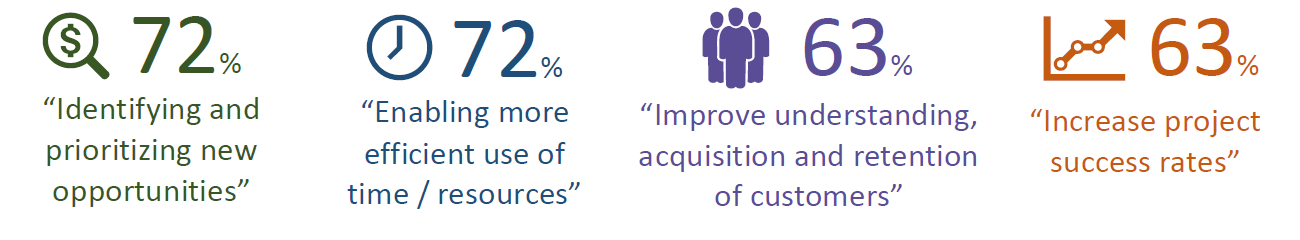 72%
“Identifying and
prioritizing new
opportunities”
72%
“Enabling more
efficient use of
time / resources”
63%
“Improve understanding,
acquisition and retention
of customers”
63%
“Increase project
success rates”